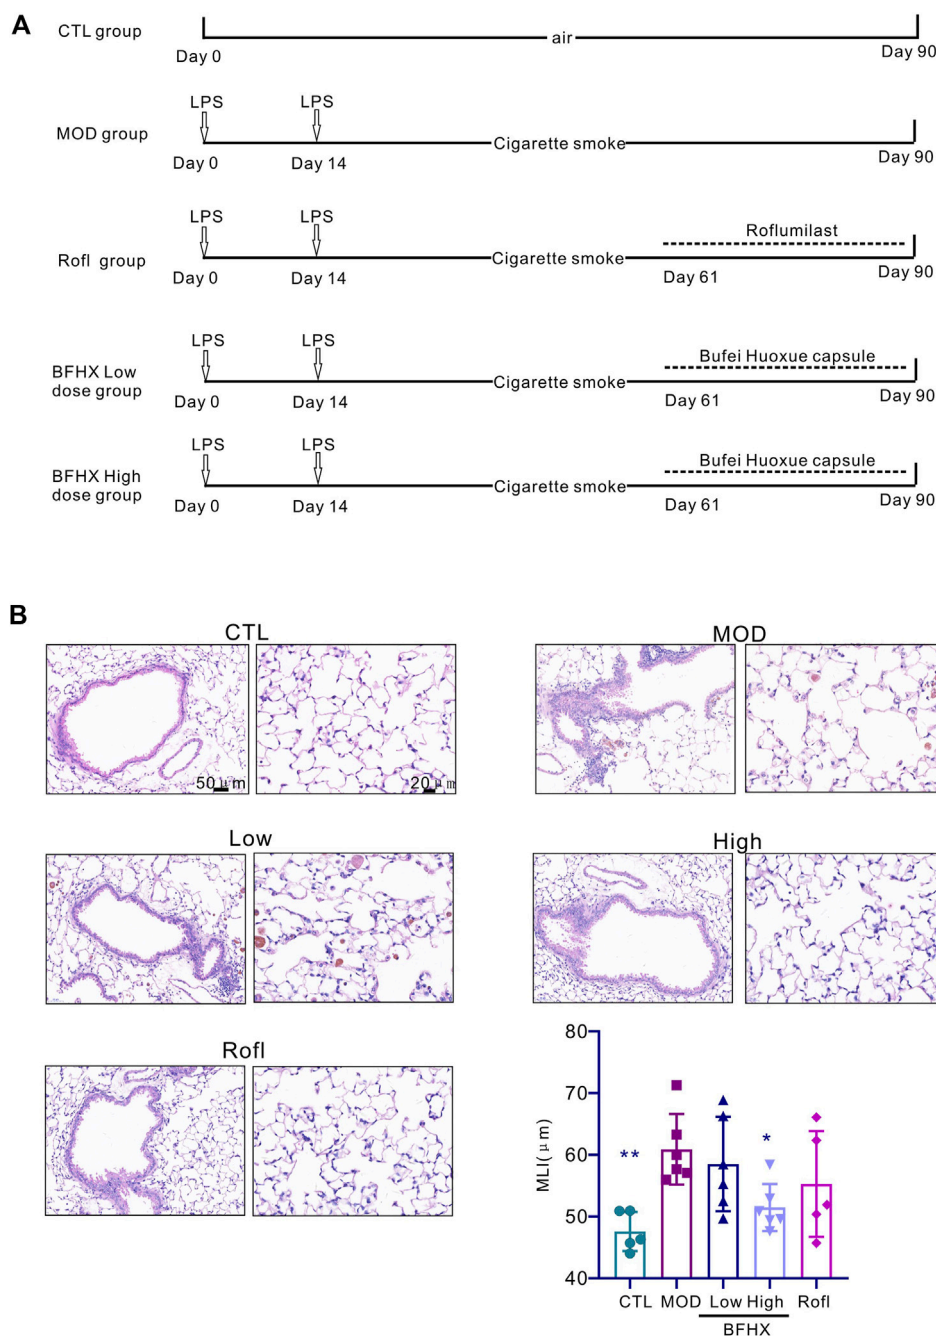 A
CTL group
air
Day 0
Day 90
LPS
LPS
MOD group
Cigarette smoke
Day 0
Day 14
Day 90
LPS
LPS
Roflumilast
Rofl group
Cigarette smoke
Day 0
Day 14
Day 61
Day 90
LPS
LPS
Bufei Huoxue capsule
BFHX Low
dose group
Cigarette smoke
Day 0
Day 14
Day 61
Day 90
LPS
LPS
Bufei Huoxue capsule
BFHX High
dose group
Cigarette smoke
Day 0
Day 14
Day 61
Day 90
B
CTL
MOD
50μm
20μm
Low
High
Rofl
80
70
60
50
40
MLI(μm)
**
*
CTL MOD Low High Rofl
BFHX